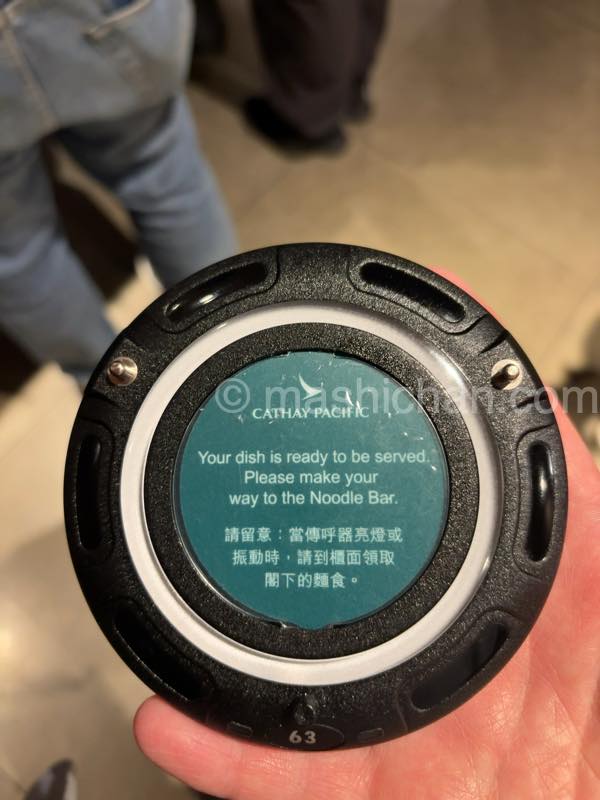 © mashichan.com
CATHAY PACIFIC
Your dish is ready to be served.
Please make your
way to the Noodle Bar.
請留意：當傳呼器亮燈或
振動時，請到櫃面領取
閣下的麵食。
63